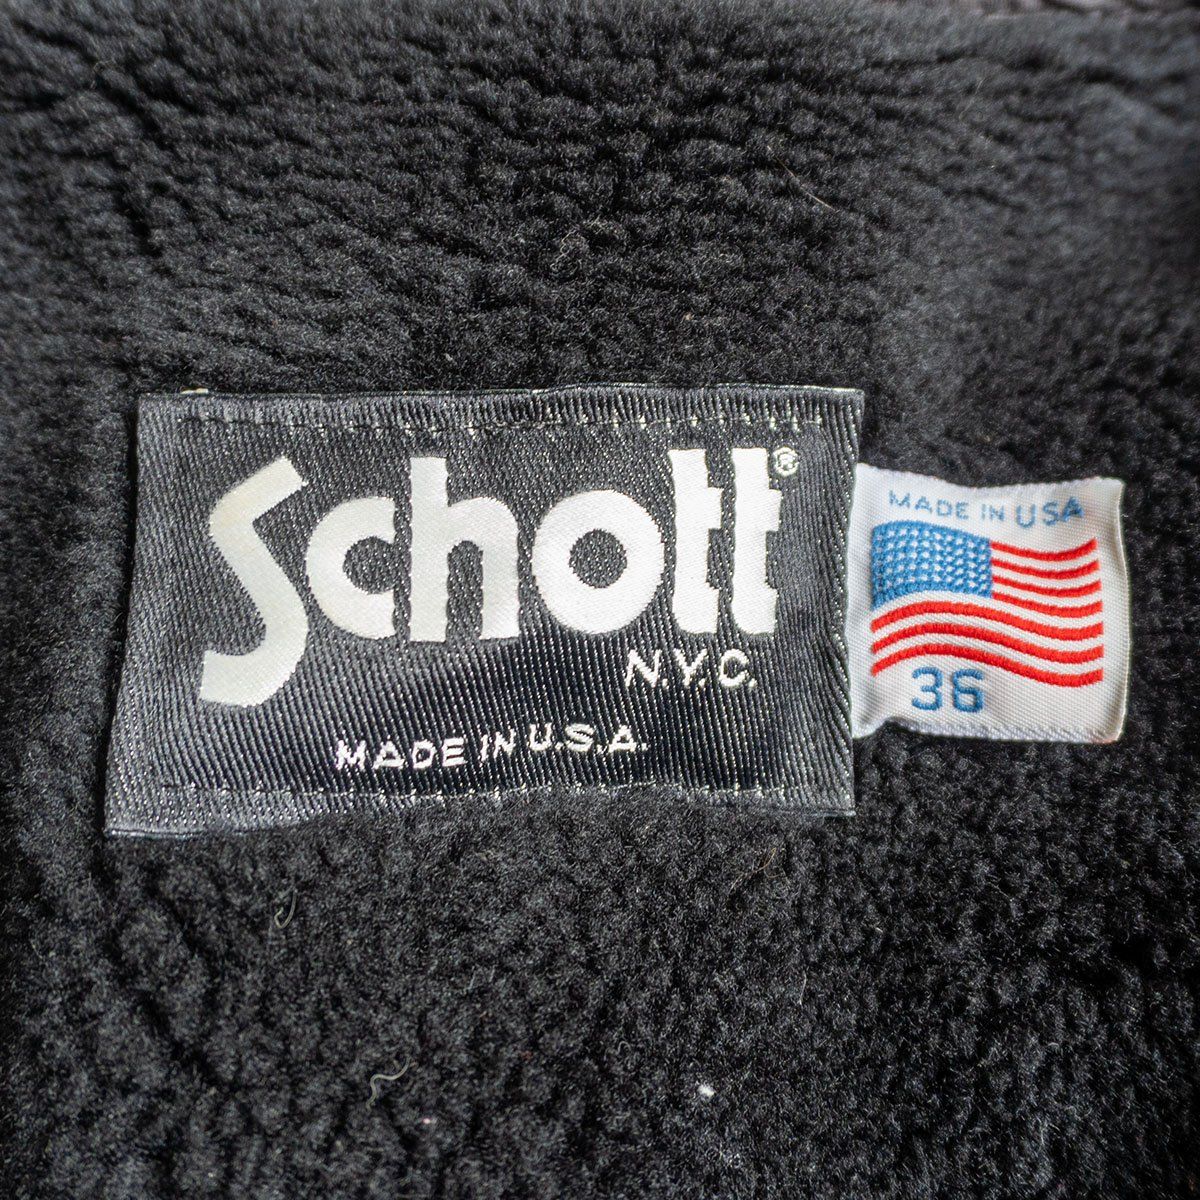 Schott®
N.Y.C.
MADE IN U.S.A.
MADE IN USA
36